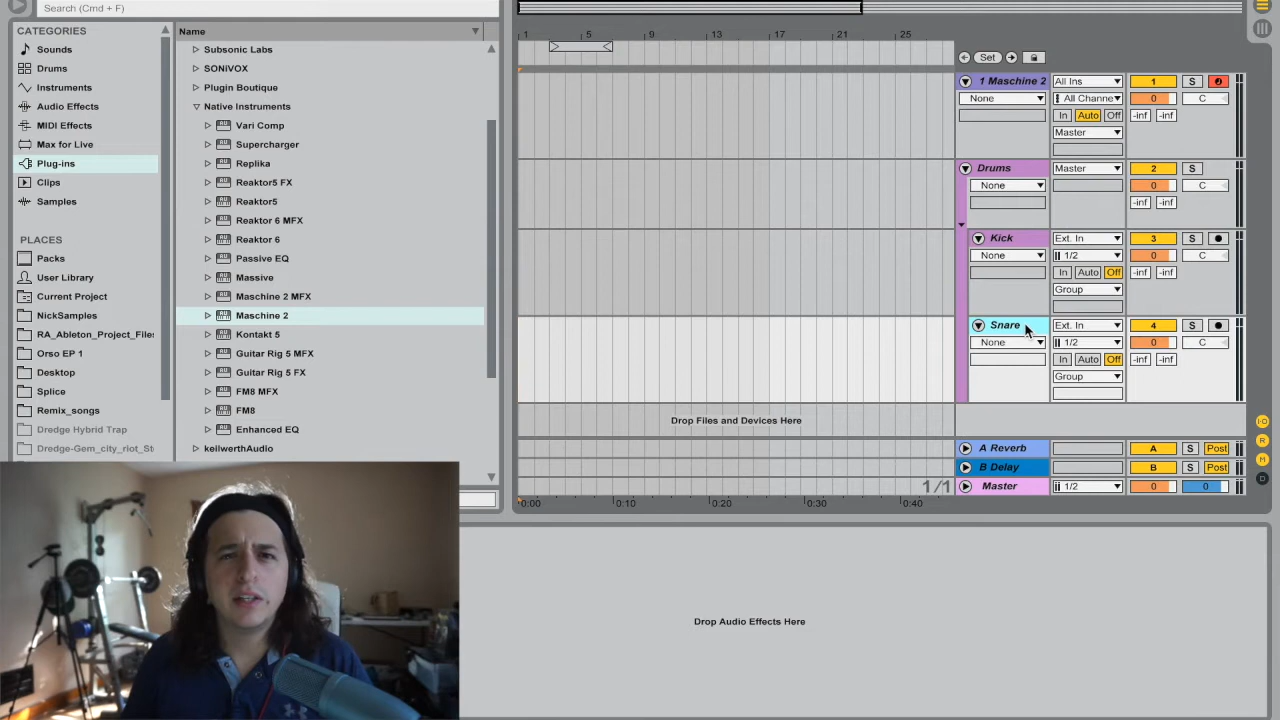 Search (Cmd + F)
CATEGORIES
Sounds
Drums
Instruments
Audio Effects
MIDI Effects
Max for Live
Plug-ins
Clips
Samples
PLACES
Packs
User Library
Current Project
NickSamples
RA_Ableton_Project_Files
Orso EP 1
Desktop
Splice
Remix_songs
Dredge Hybrid Trap
Dredge-Gem_city_riot_St
Name
Subsonic Labs
SONiVOX
Plugin Boutique
Native Instruments
Vari Comp
Supercharger
Replika
Reaktor5 FX
Reaktor5
Reaktor 6 MFX
Reaktor 6
Passive EQ
Massive
Maschine 2 MFX
Maschine 2
Kontakt 5
Guitar Rig 5 MFX
Guitar Rig 5 FX
FM8 MFX
FM8
Enhanced EQ
keilwerthAudio
1 5 9 13 17 21 25
Set
1 Maschine 2 All Ins 1 S
None All Channe 0 C
In Auto Off -inf -inf
Master
Drums Master 2 S
None 0 C
-inf -inf
Kick Ext. In 3 S
None 1/2 0 C
In Auto Off -inf -inf
Group
Snare Ext. In 4 S
None 1/2 0 C
In Auto Off -inf -inf
Group
Drop Files and Devices Here
A Reverb A S Post
B Delay B S Post
1/1 Master 1/2 0 0
0:00 0:10 0:20 0:30 0:40
I-O
R
M
D
Drop Audio Effects Here